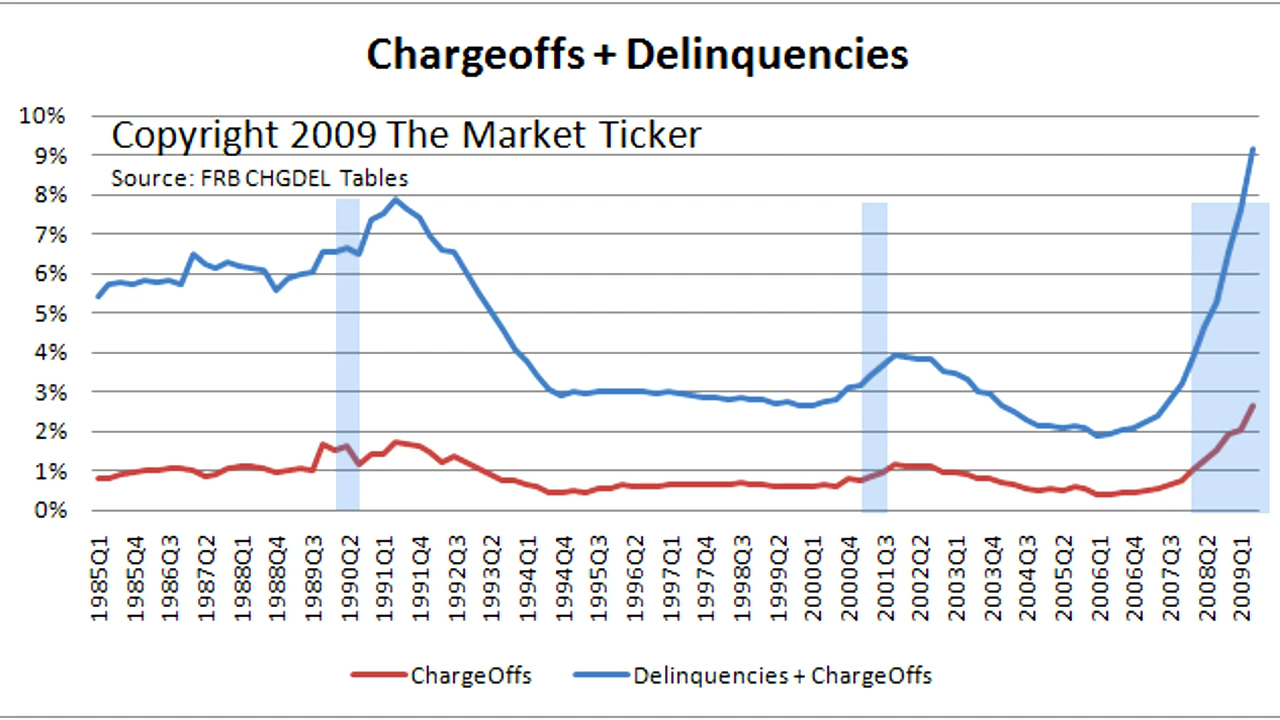 Chargeoffs + Delinquencies
10%
Copyright 2009 The Market Ticker
9%
Source: FRB CHGDEL Tables
8%
7%
6%
5%
4%
3%
2%
1%
0%
1985Q1
1985Q4
1986Q3
1987Q2
1988Q1
1988Q4
1989Q3
1990Q2
1991Q1
1991Q4
1992Q3
1993Q2
1994Q1
1994Q4
1995Q3
1996Q2
1997Q1
1997Q4
1998Q3
1999Q2
2000Q1
2000Q4
2001Q3
2002Q2
2003Q1
2003Q4
2004Q3
2005Q2
2006Q1
2006Q4
2007Q3
2008Q2
2009Q1
ChargeOffs
Delinquencies + ChargeOffs